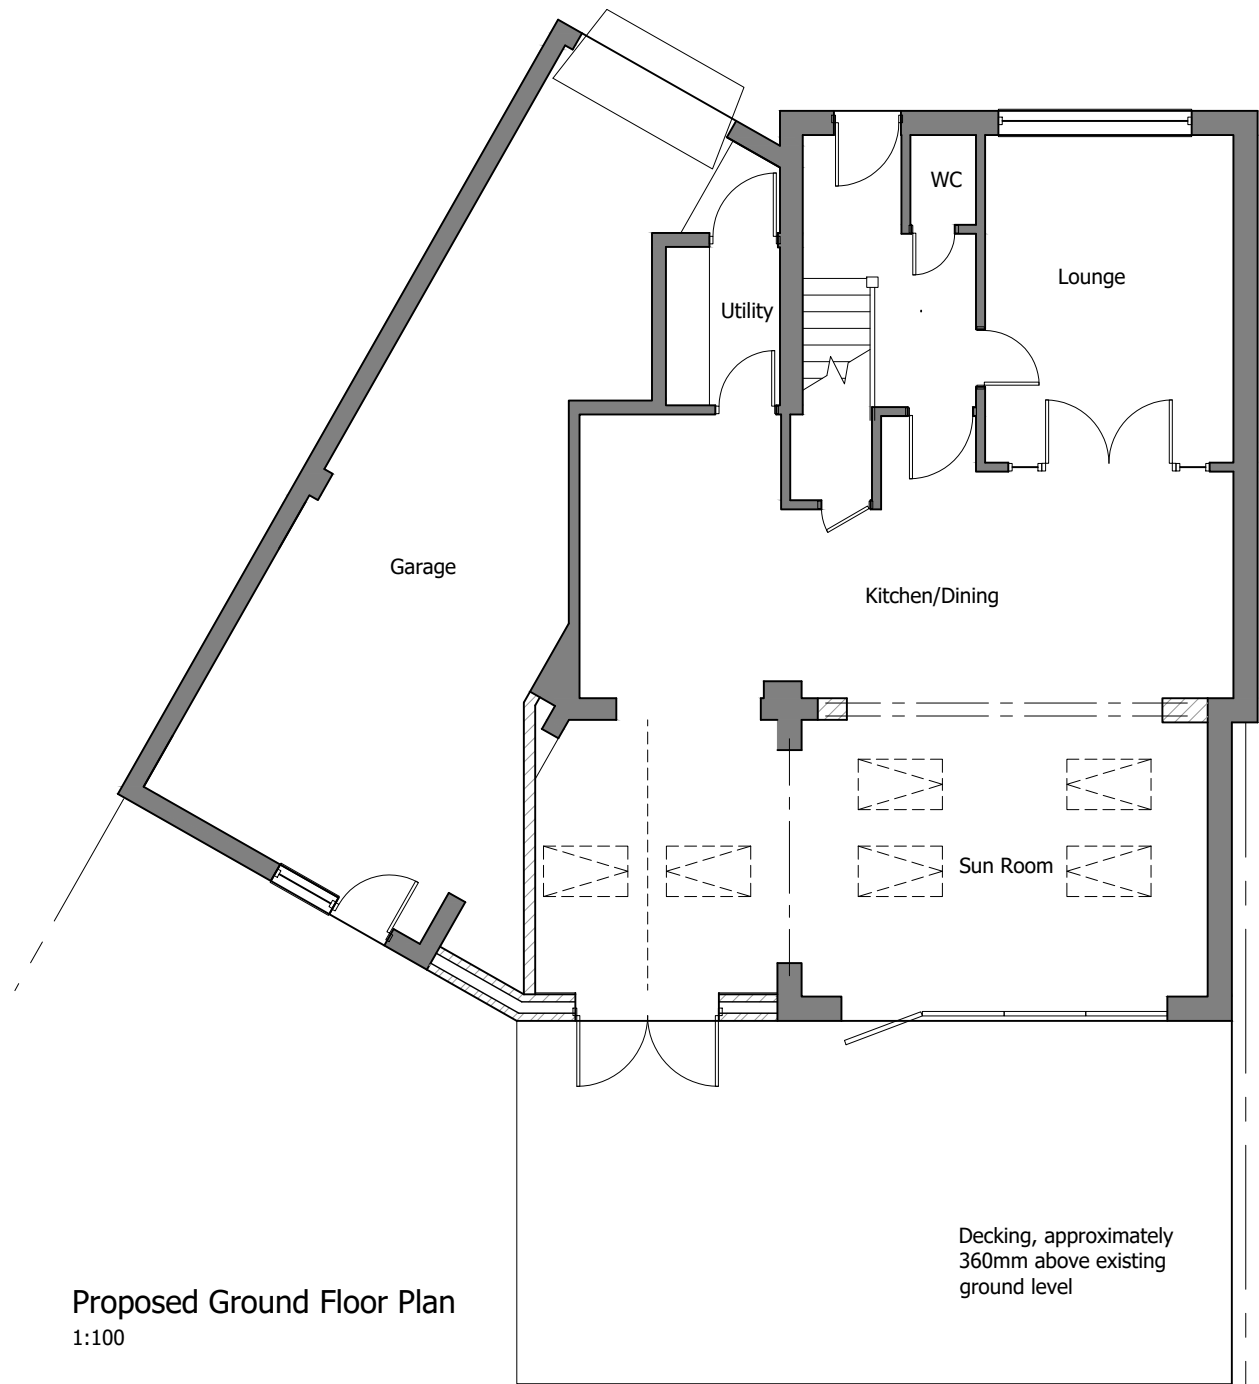 WC
Lounge
Utility
Garage
Kitchen/Dining
Sun Room
Decking, approximately
360mm above existing
ground level
Proposed Ground Floor Plan
1:100